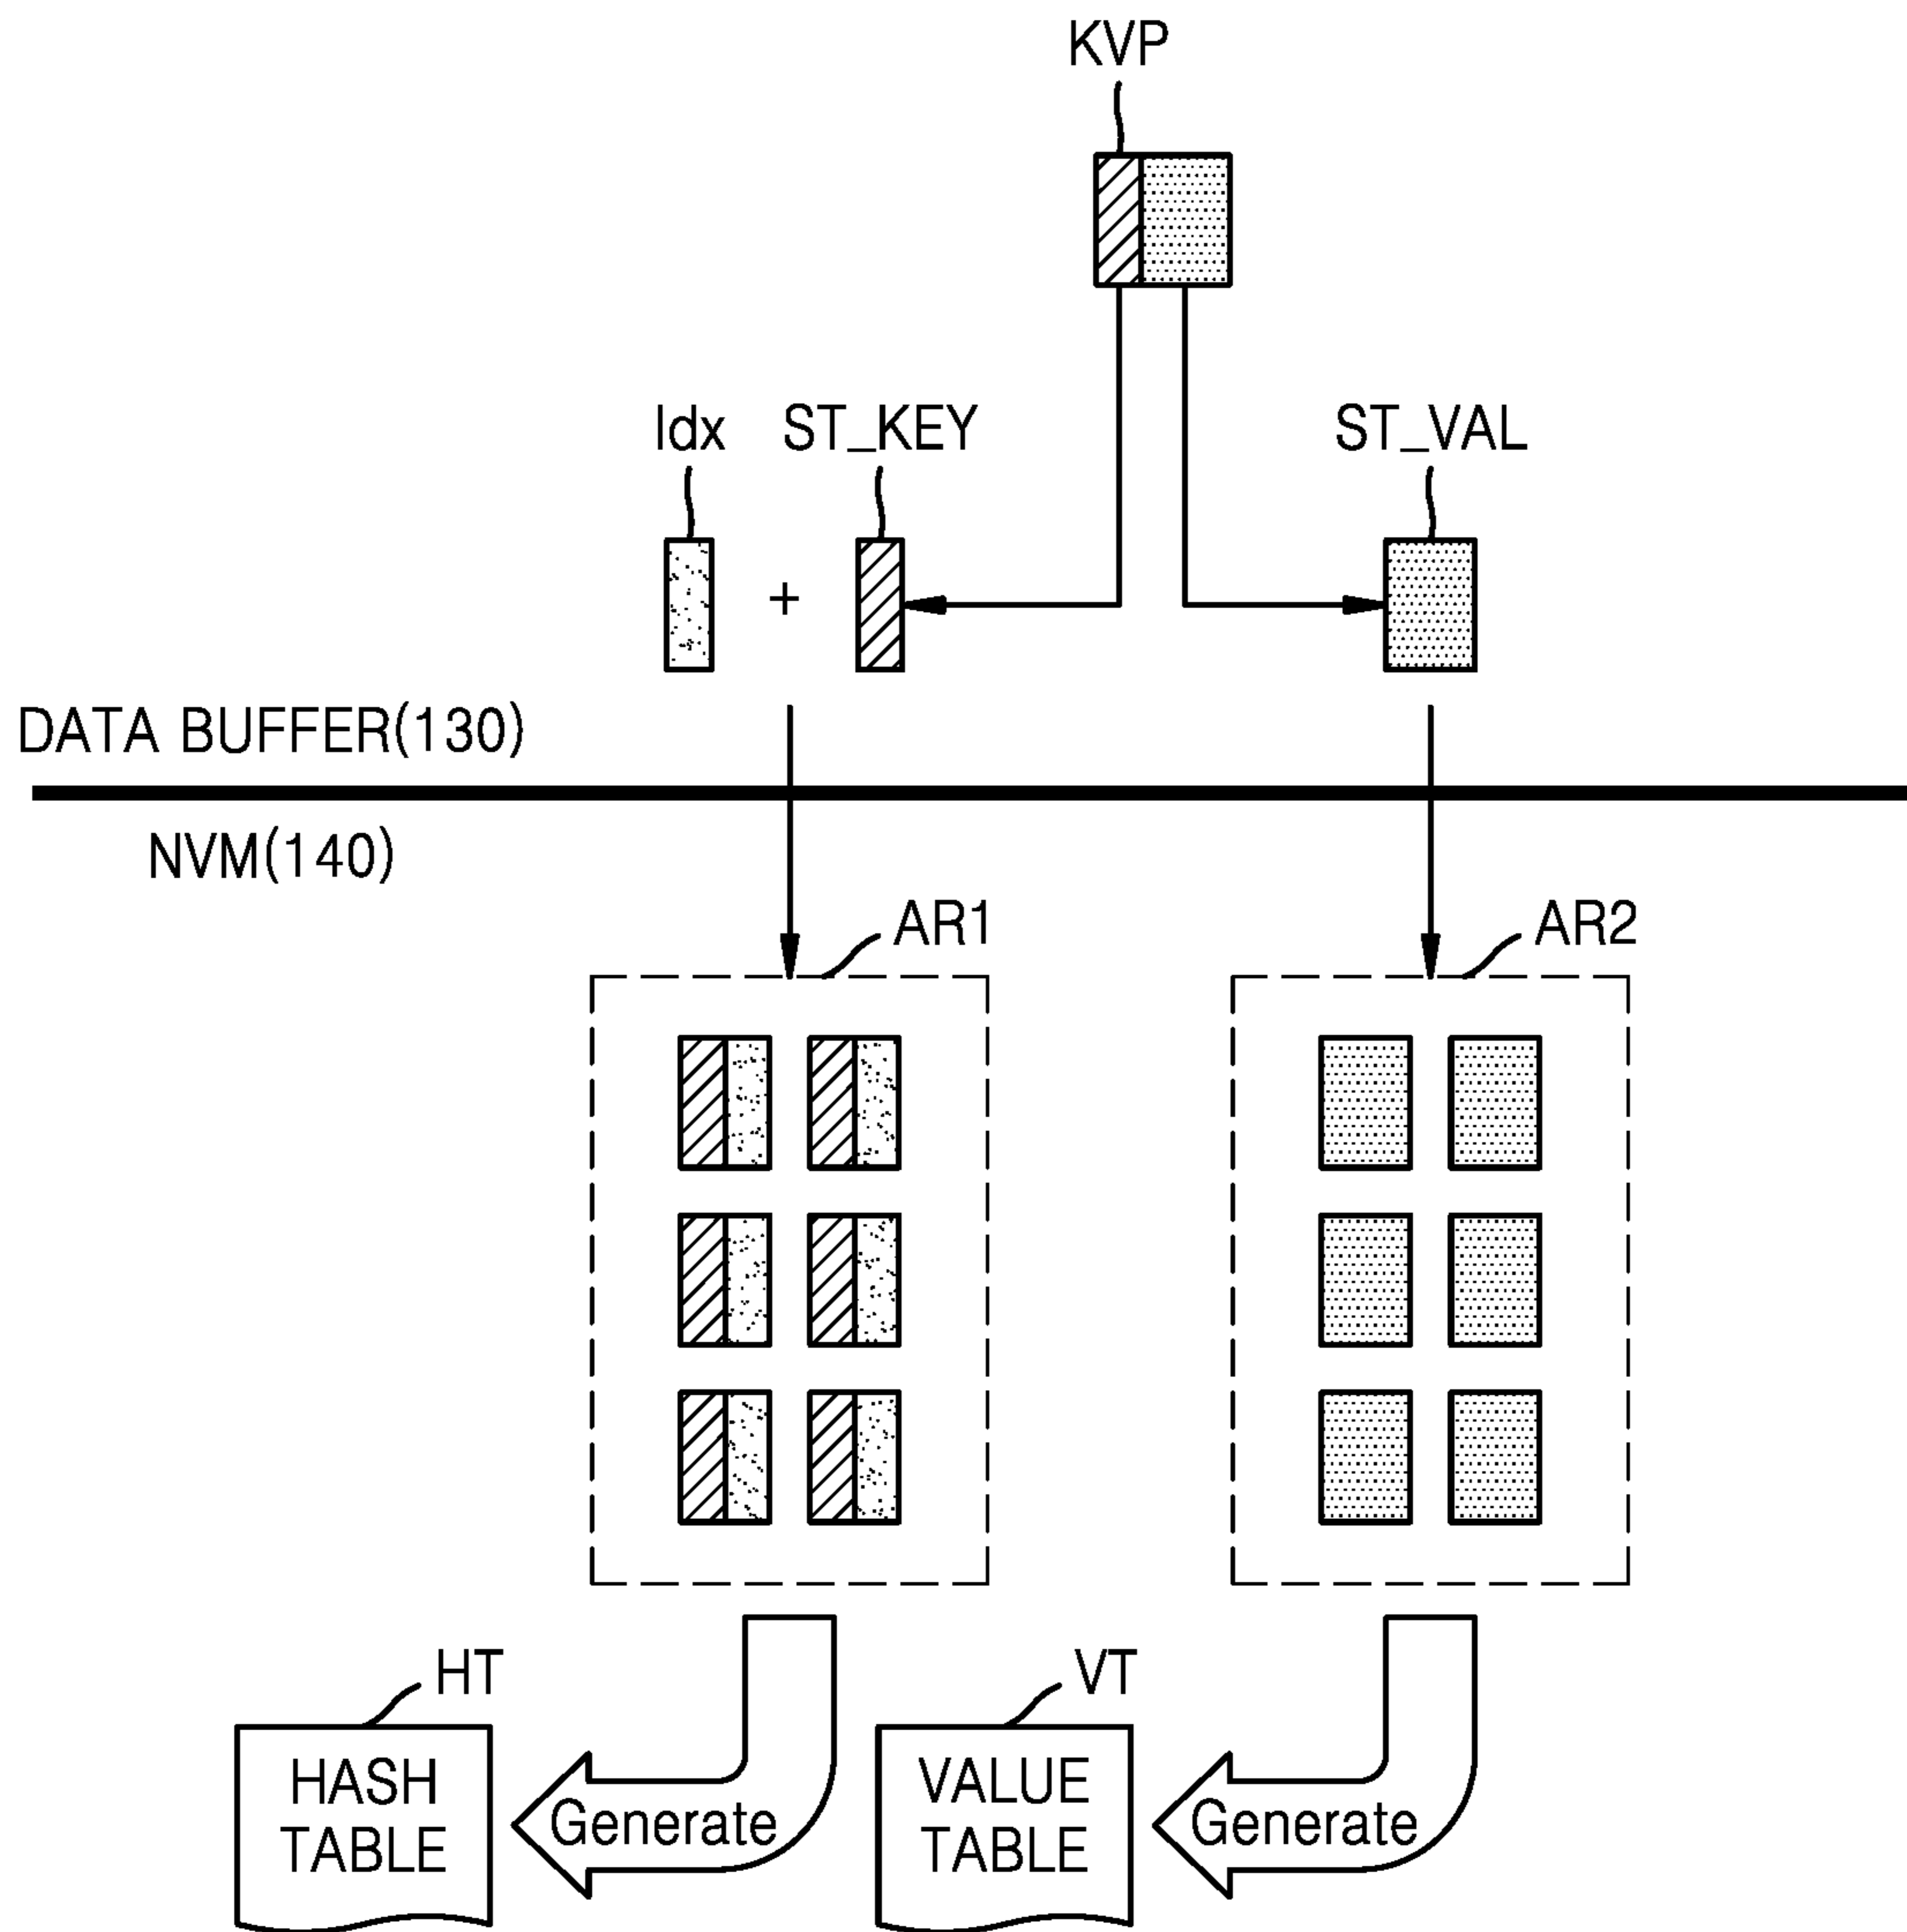 KVP
Idx
ST_KEY
ST_VAL
+
DATA BUFFER(130)
NVM(140)
AR1
AR2
HT
VT
HASH
TABLE
Generate
VALUE
TABLE
Generate